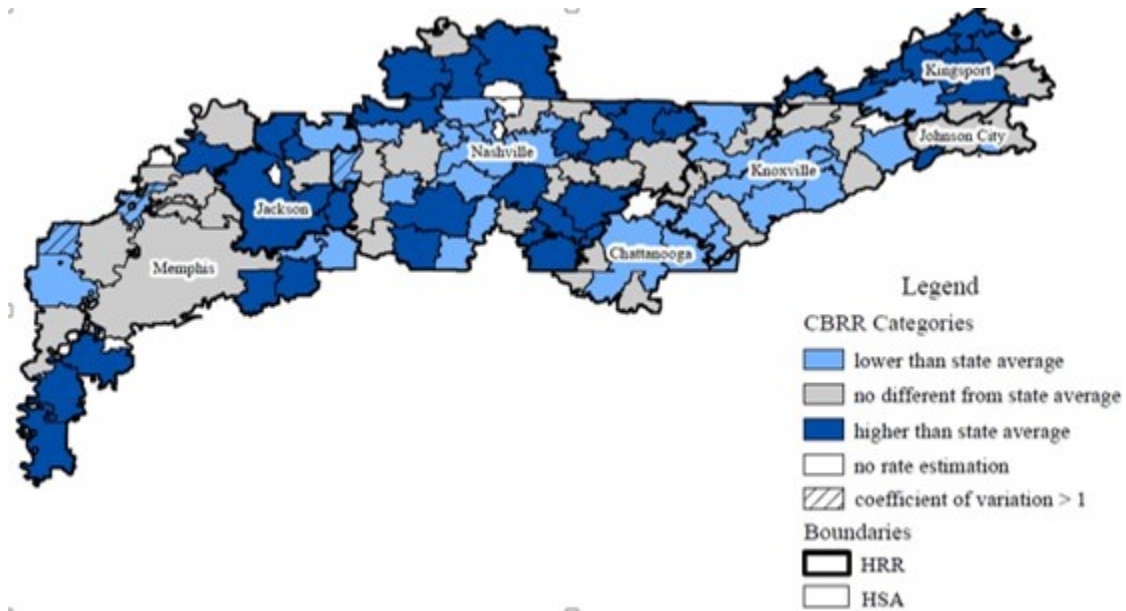 Kingsport
Johnson City
Nashville
Knoxville
Jackson
Chattanooga
Memphis
Legend
CBRR Categories
lower than state average
no different from state average
higher than state average
no rate estimation
coefficient of variation > 1
Boundaries
HRR
HSA